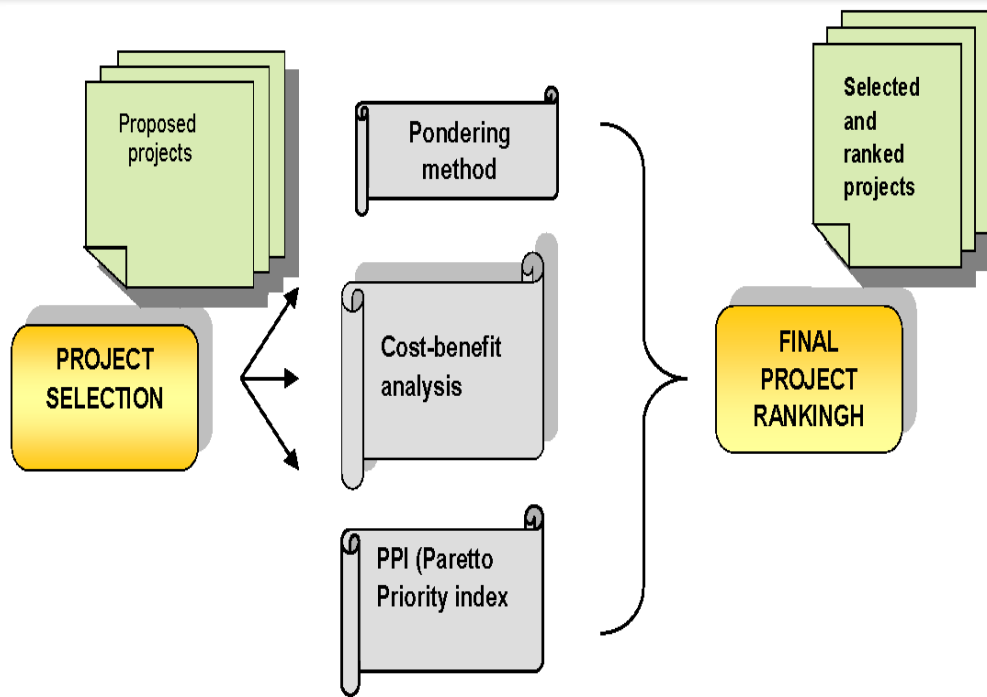 Proposed
projects
PROJECT
SELECTION
Pondering
method
Cost-benefit
analysis
PPI (Paretto
Priority index
Selected
and
ranked
projects
FINAL
PROJECT
RANKINGH